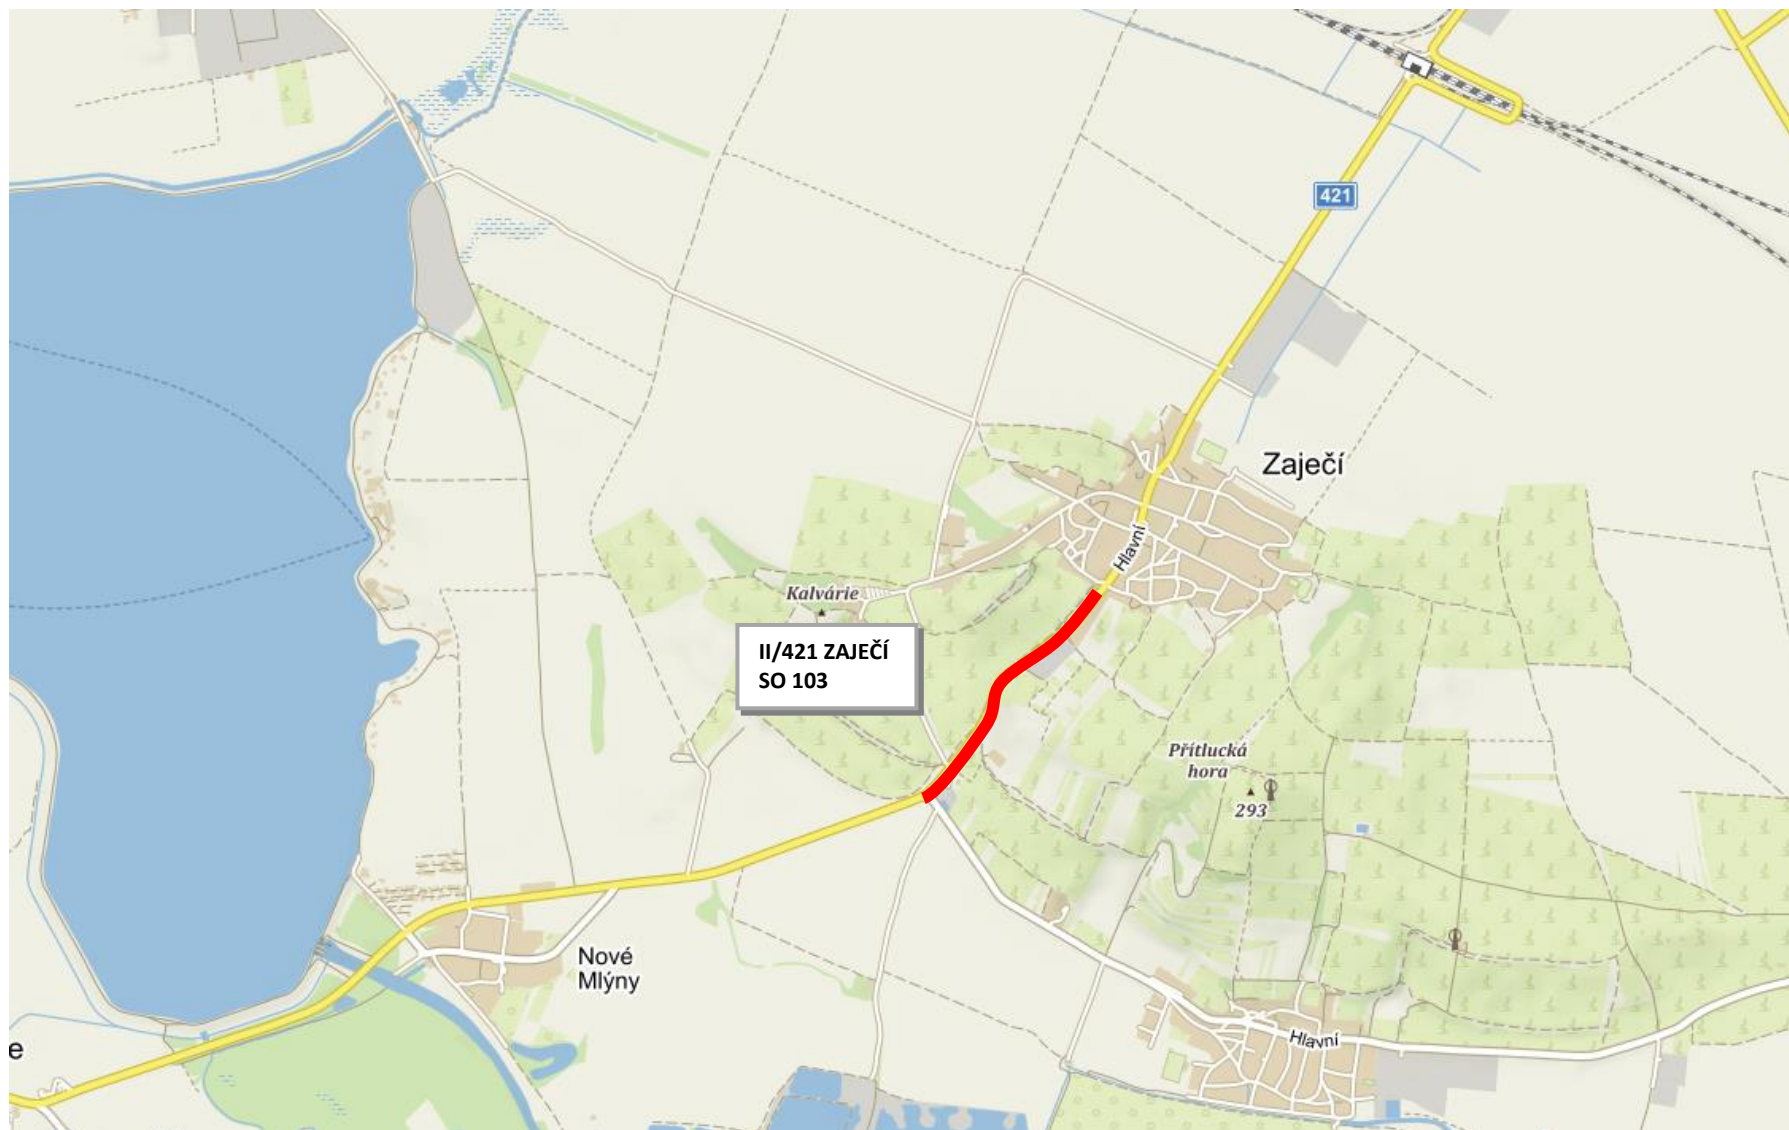 421
Zaječí
Hlavní
Kalvárie
II/421 ZAJEČÍ
SO 103
Přítlucká
hora
293
Nové
Mlýny
Hlavní
e